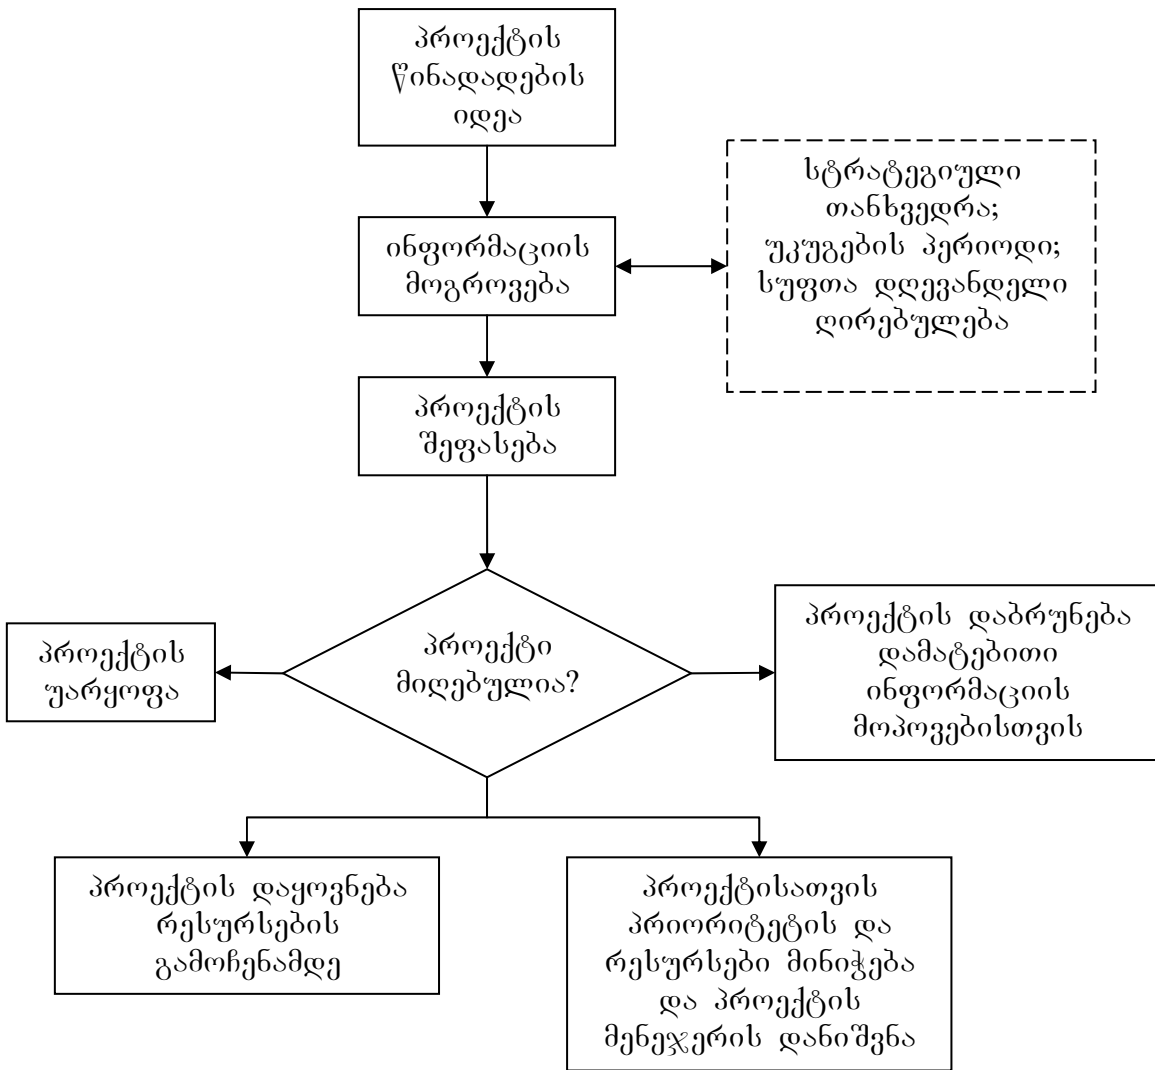 პროექტის
წინადადების
იდეა
სტრატეგიული
თანხვედრა;
უკუგების პერიოდი;
სუფთა დღევანდელი
ღირებულება
ინფორმაციის
მოგროვება
პროექტის
შეფასება
პროექტი
მიღებულია?
პროექტის
უარყოფა
პროექტის დაბრუნება
დამატებითი
ინფორმაციის
მოპოვებისთვის
პროექტის დაყოვნება
რესურსების
გამოჩენამდე
პროექტისათვის
პრიორიტეტის და
რესურსები მინიჭება
და პროექტის
მენეჯერის დანიშვნა